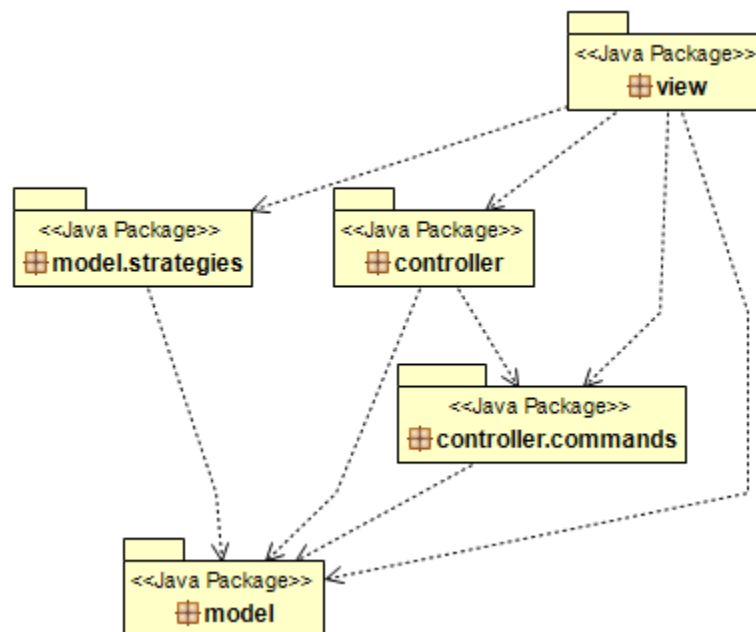 <<Java Package>>
view
<<Java Package>>
model.strategies
<<Java Package>>
controller
<<Java Package>>
controller.commands
<<Java Package>>
model